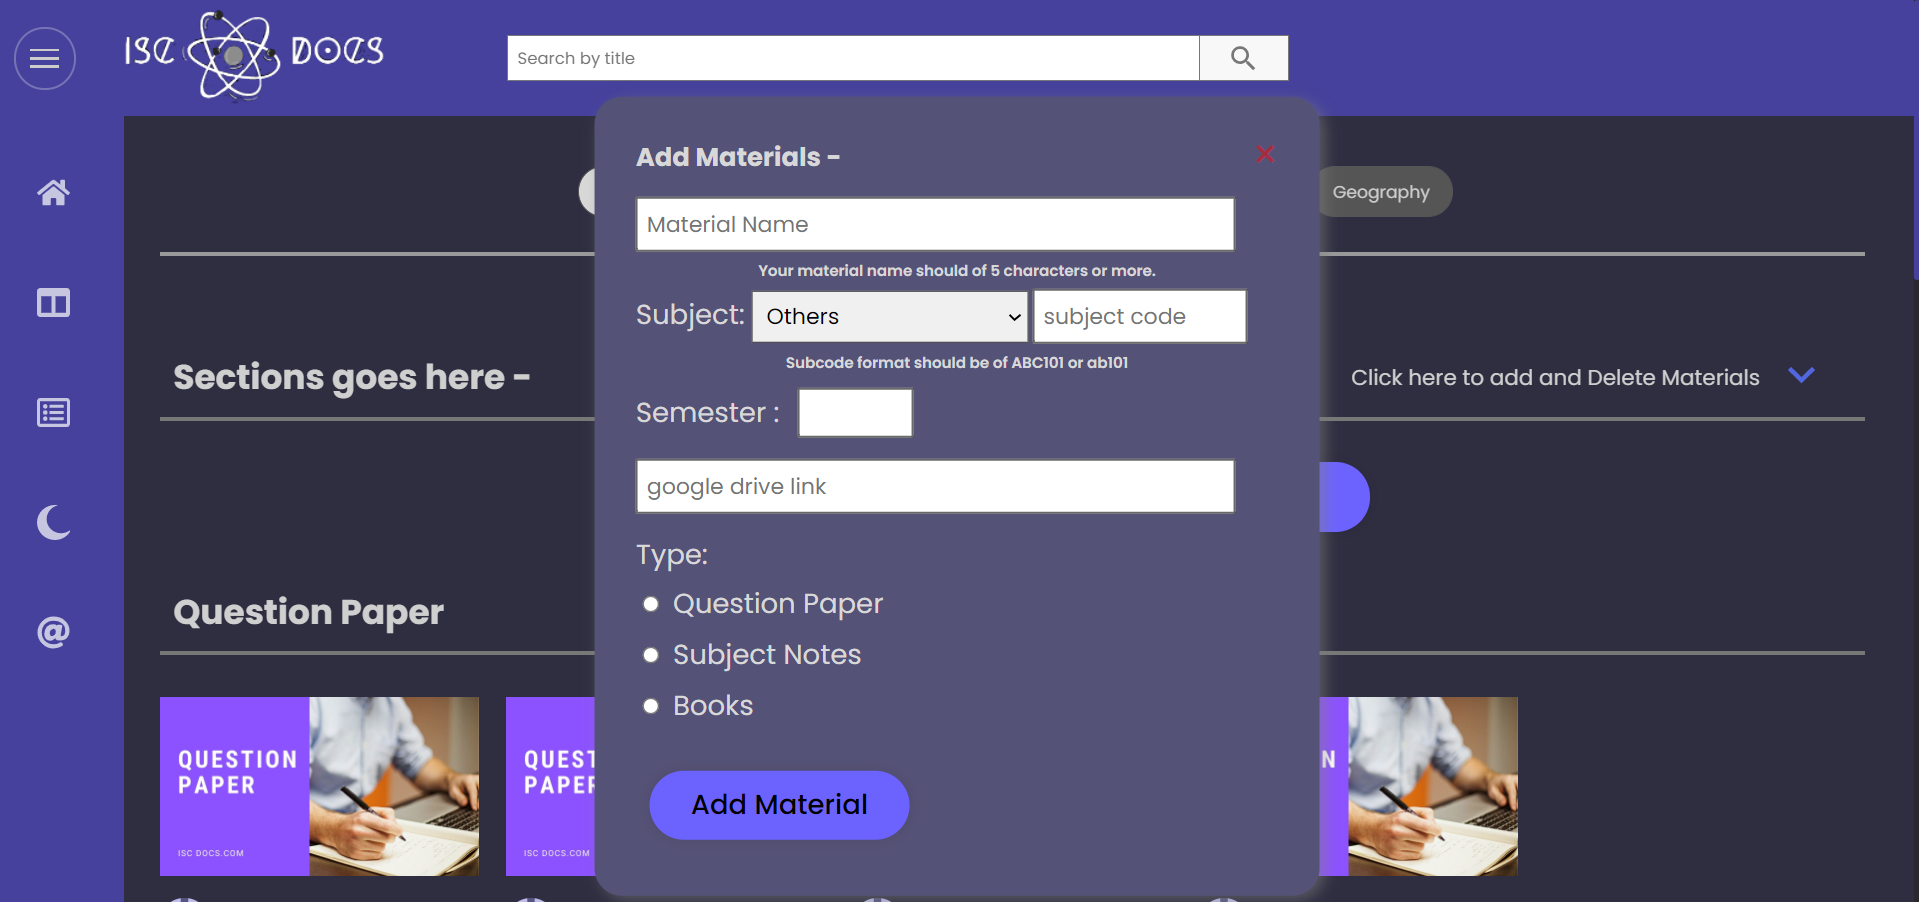 ISC DOCS
Search by title
Add Materials -
Geography
Material Name
Your material name should of 5 characters or more.
Subject: Others subject code
Subcode format should be of ABC101 or ab101
Sections goes here -
Click here to add and Delete Materials
Semester :
google drive link
Type:
Question Paper
Subject Notes
Books
Add Material
Question Paper
QUESTION
PAPER
ISC DOCS.COM
QUEST
PAPER
ISC DOCS.COM
N